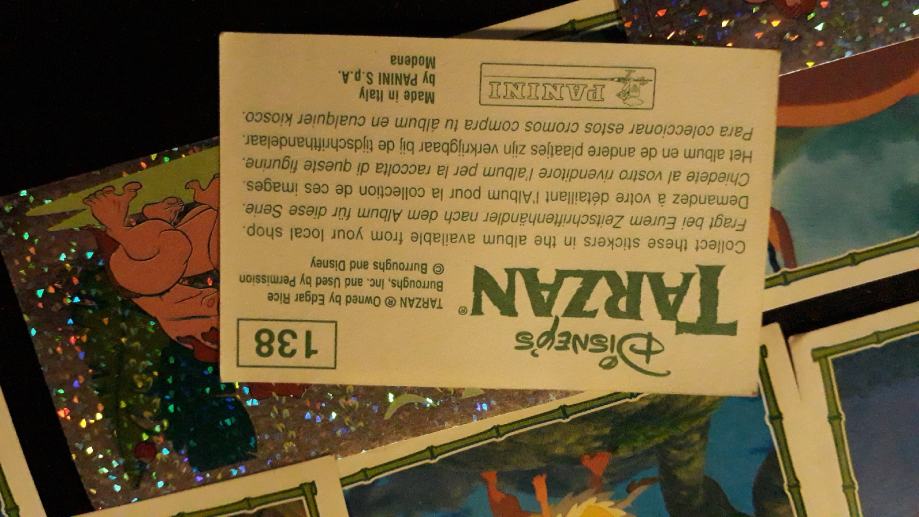 DISNEY'S
TARZAN®
138
TARZAN ® Owned by Edgar Rice
Burroughs, Inc. and Used by Permission
© Burroughs and Disney
Collect these stickers in the album available from your local shop.
Fragt bei Eurem Zeitschriftenhändler nach dem Album für diese Serie.
Demandez à votre détaillant l'Album pour la collection de ces images.
Chiedete al vostro rivenditore l'album per la raccolta di queste figurine.
Het album en de andere plaatjes zijn verkrijgbaar bij de tijdschrifthandelaar.
Para coleccionar estos cromos compra tu álbum en cualquier kiosco.
PANINI
Made in Italy
by PANINI S.p.A.
Modena